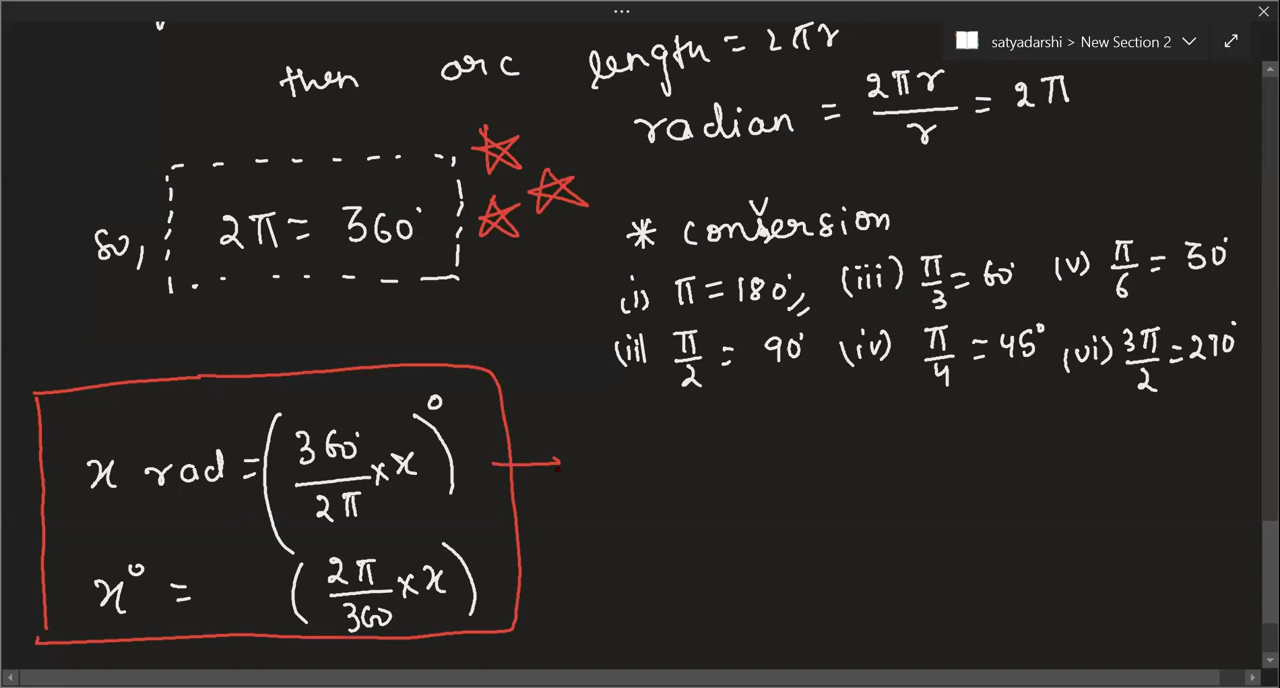 satyadarshi > New Section 2
then arc length = 2πr
radian = 2πr/r = 2π
so, 2π = 360°
* conversion
(i) π = 180°, (iii) π/3 = 60° (v) π/6 = 30°
(ii) π/2 = 90° (iv) π/4 = 45° (vi) 3π/2 = 270°
x rad = (360°/2π × x)°
x° = (2π/360 × x)